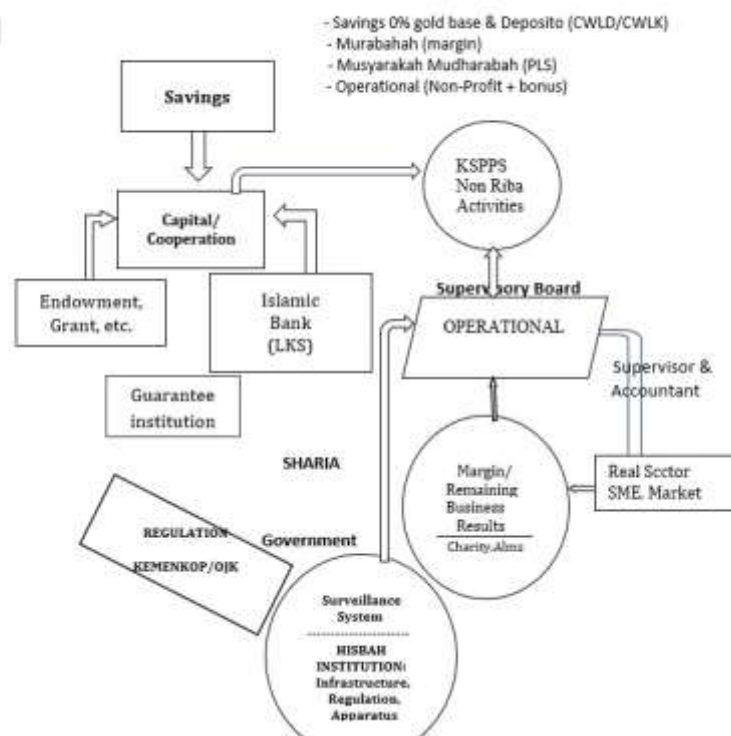 - Savings 0% gold base & Deposito (CWLD/CWLK)
- Murabahah (margin)
- Musyarakah Mudharabah (PLS)
- Operational (Non-Profit + bonus)
Savings
KSPPS
Non Riba
Activities
Capital/
Cooperation
Endowment,
Grant, etc.
Islamic
Bank
(LKS)
Supervisory Board
OPERATIONAL
Supervisor &
Accountant
Guarantee
institution
SHARIA
Margin/
Remaining
Business
Results
Charity.Alms
Real Scctor
SME. Market
REGULATION
KEMENKOP/OJK
Government
Surveillance
System
HISBAH
INSTITUTION:
Infrastructure,
Regulation,
Apparatus